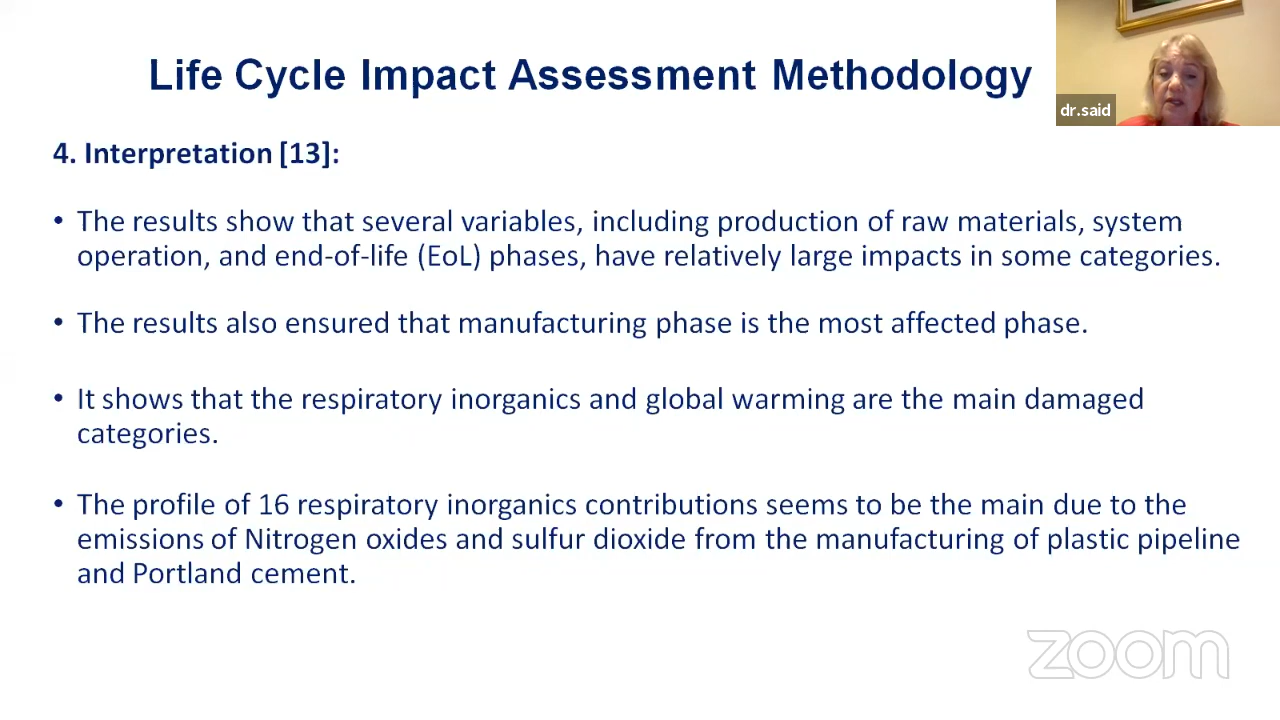 Life Cycle Impact Assessment Methodology
dr.said
4. Interpretation [13]:
• The results show that several variables, including production of raw materials, system
operation, and end-of-life (EoL) phases, have relatively large impacts in some categories.
• The results also ensured that manufacturing phase is the most affected phase.
• It shows that the respiratory inorganics and global warming are the main damaged
categories.
• The profile of 16 respiratory inorganics contributions seems to be the main due to the
emissions of Nitrogen oxides and sulfur dioxide from the manufacturing of plastic pipeline
and Portland cement.
zoom